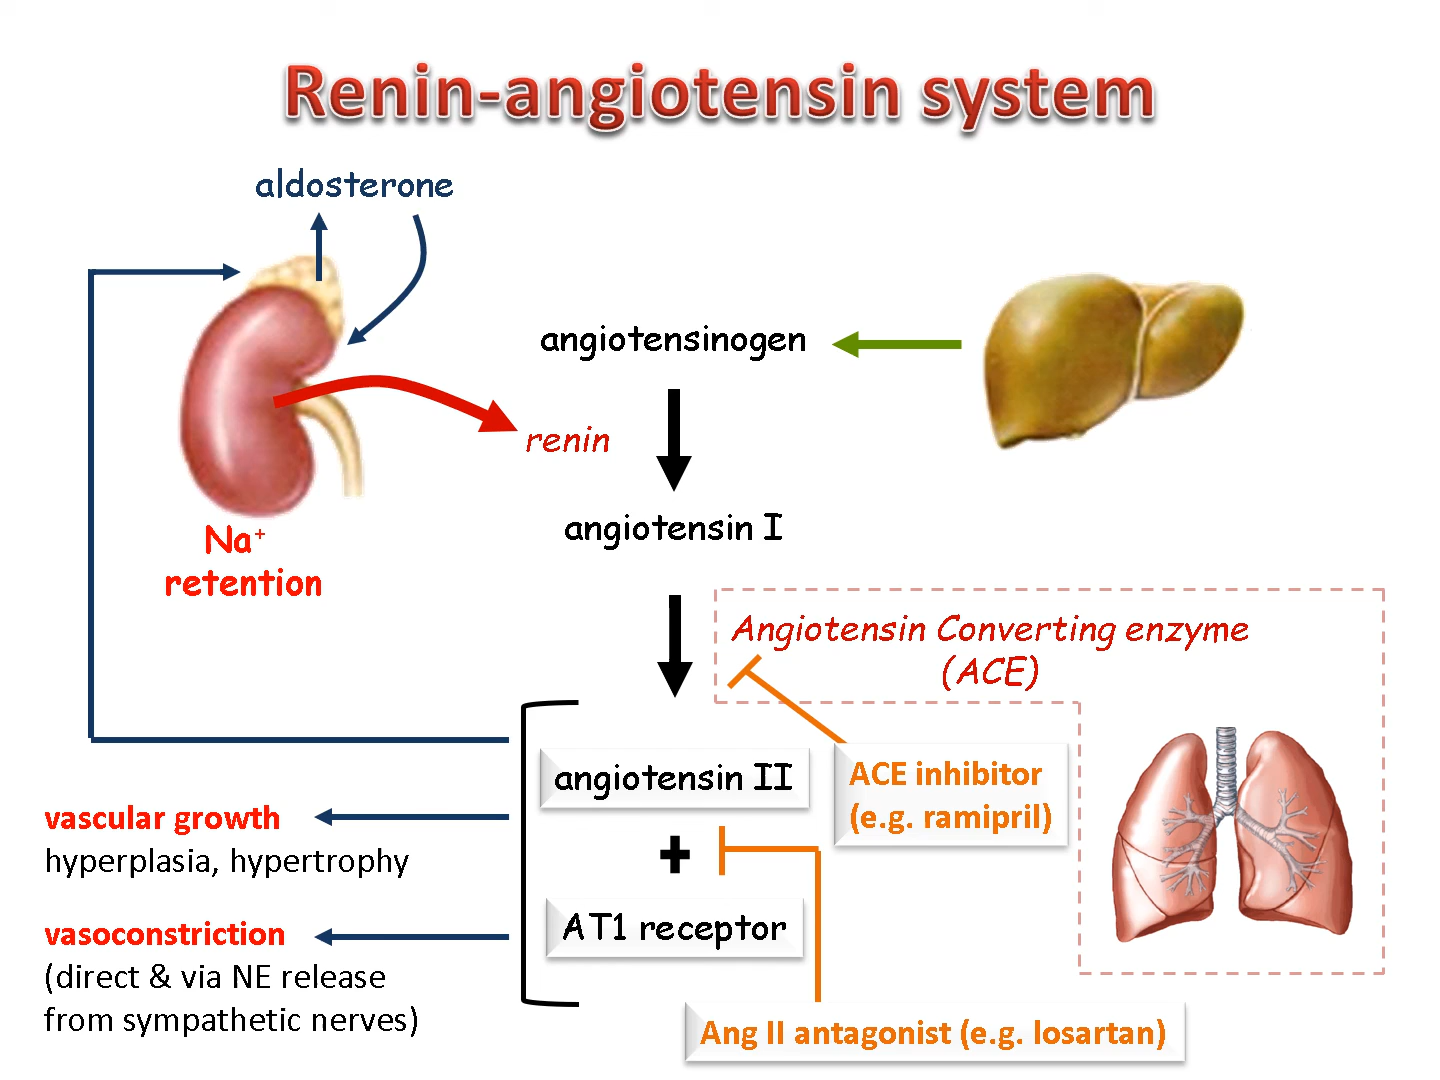 Renin-angiotensin system
aldosterone
angiotensinogen
renin
angiotensin I
Na⁺
retention
Angiotensin Converting enzyme
(ACE)
angiotensin II
ACE inhibitor
(e.g. ramipril)
vascular growth
hyperplasia, hypertrophy
+
AT1 receptor
vasoconstriction
(direct & via NE release
from sympathetic nerves)
Ang II antagonist (e.g. losartan)